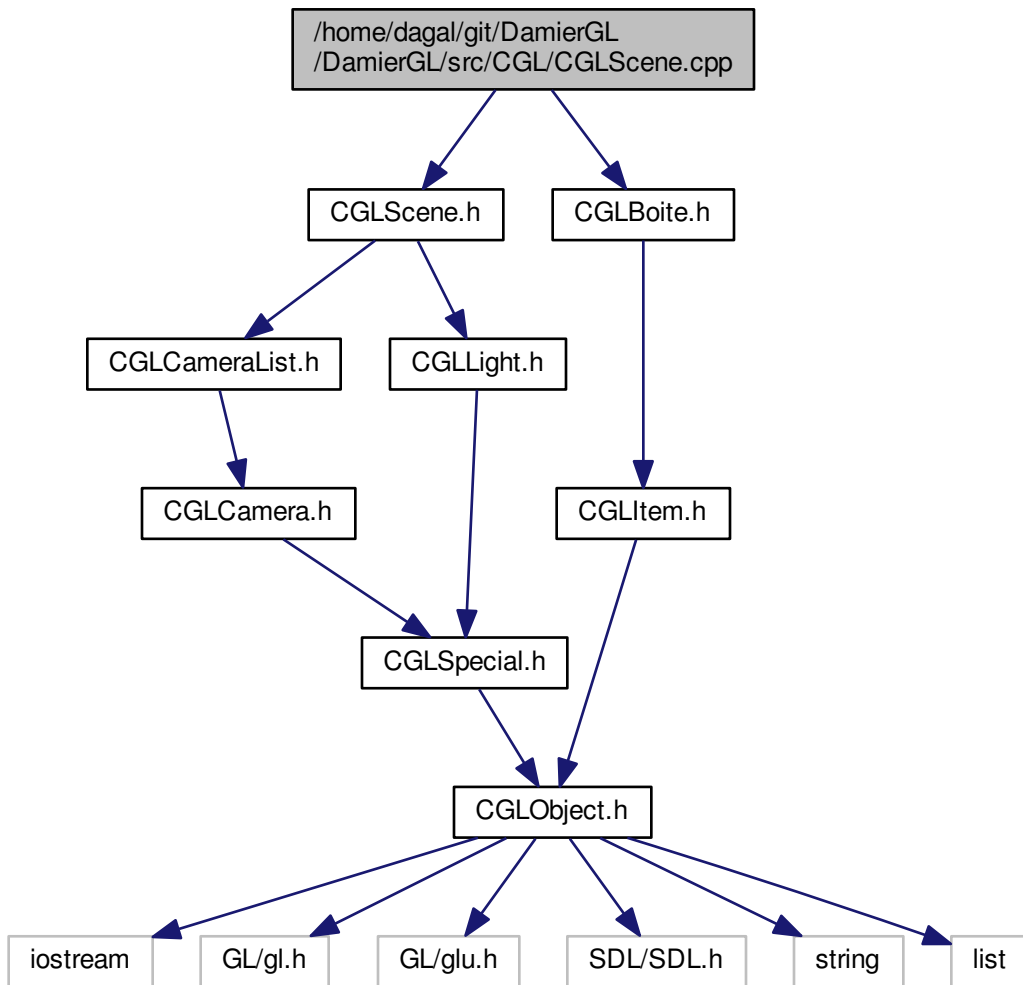 /home/dagal/git/DamierGL
/DamierGL/src/CGL/CGLScene.cpp
CGLScene.h
CGLBoite.h
CGLCameraList.h
CGLLight.h
CGLCamera.h
CGLItem.h
CGLSpecial.h
CGLObject.h
iostream
GL/gl.h
GL/glu.h
SDL/SDL.h
string
list